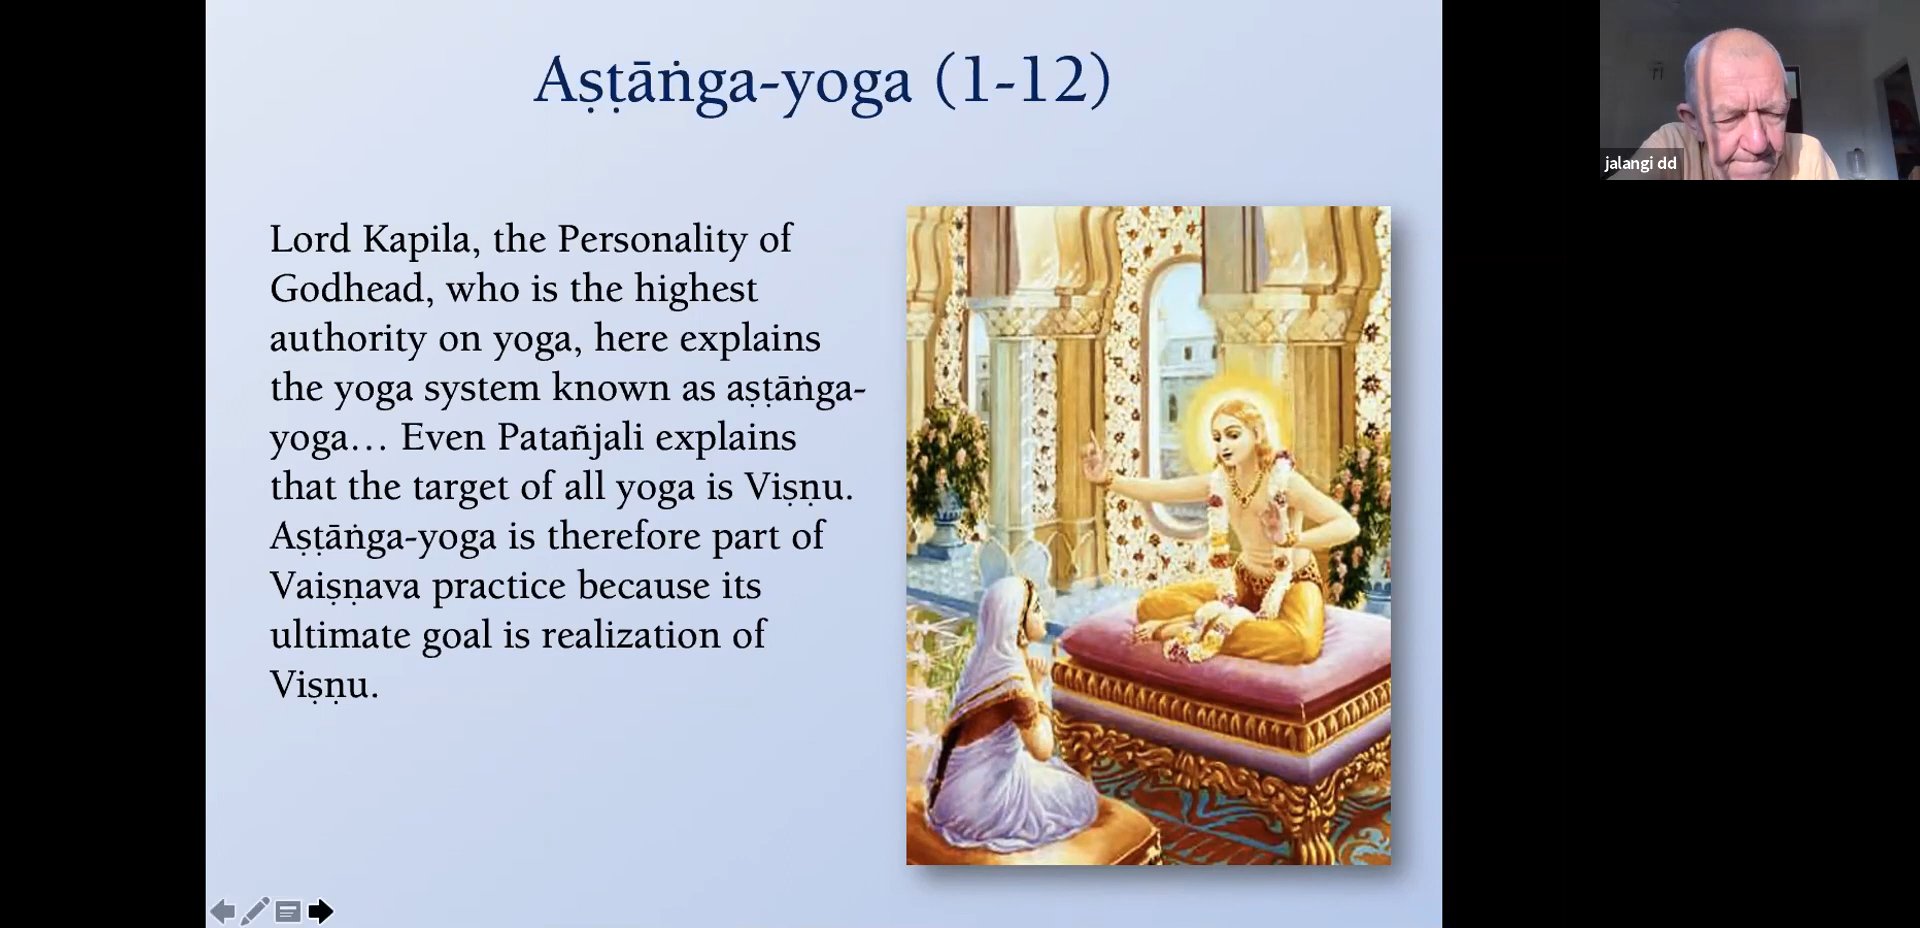 Aṣṭāṅga-yoga (1-12)
Lord Kapila, the Personality of
Godhead, who is the highest
authority on yoga, here explains
the yoga system known as aṣṭāṅga-
yoga… Even Patañjali explains
that the target of all yoga is Viṣṇu.
Aṣṭāṅga-yoga is therefore part of
Vaiṣṇava practice because its
ultimate goal is realization of
Viṣṇu.
jalangi dd